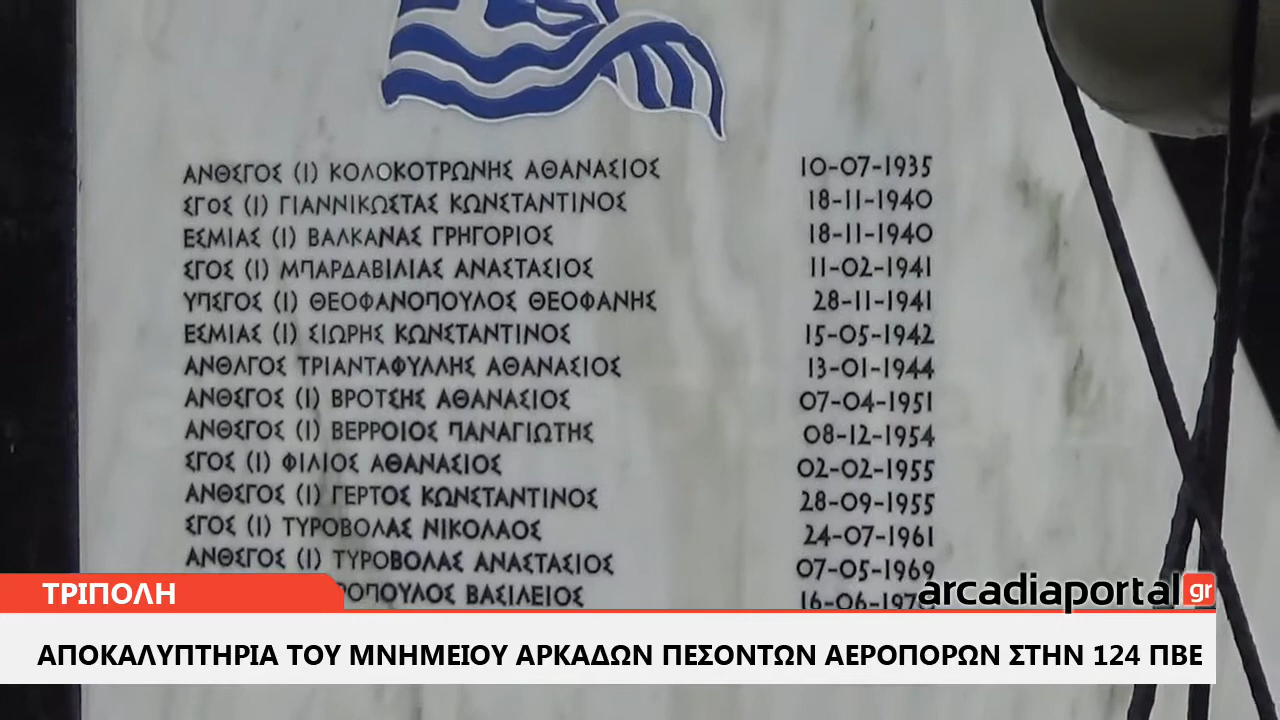 ΑΝΘΣΓΟΣ (Ι) ΚΟΛΟΚΟΤΡΩΝΗΣ ΑΘΑΝΑΣΙΟΣ 10-07-1935
ΣΓΟΣ (Ι) ΓΙΑΝΝΙΚΩΣΤΑΣ ΚΩΝΣΤΑΝΤΙΝΟΣ 18-11-1940
ΕΣΜΙΑΣ (Ι) ΒΑΛΚΑΝΑΣ ΓΡΗΓΟΡΙΟΣ 18-11-1940
ΣΓΟΣ (Ι) ΜΠΑΡΔΑΒΙΛΙΑΣ ΑΝΑΣΤΑΣΙΟΣ 11-02-1941
ΥΠΣΓΟΣ (Ι) ΘΕΟΦΑΝΟΠΟΥΛΟΣ ΘΕΟΦΑΝΗΣ 28-11-1941
ΕΣΜΙΑΣ (Ι) ΣΙΩΡΗΣ ΚΩΝΣΤΑΝΤΙΝΟΣ 15-05-1942
ΑΝΘΛΓΟΣ ΤΡΙΑΝΤΑΦΥΛΛΗΣ ΑΘΑΝΑΣΙΟΣ 13-01-1944
ΑΝΘΣΓΟΣ (Ι) ΒΡΟΤΣΗΣ ΑΘΑΝΑΣΙΟΣ 07-04-1951
ΑΝΘΣΓΟΣ (Ι) ΒΕΡΡΟΙΟΣ ΠΑΝΑΓΙΩΤΗΣ 08-12-1954
ΣΓΟΣ (Ι) ΦΙΛΙΟΣ ΑΘΑΝΑΣΙΟΣ 02-02-1955
ΑΝΘΣΓΟΣ (Ι) ΓΕΡΤΟΣ ΚΩΝΣΤΑΝΤΙΝΟΣ 28-09-1955
ΣΓΟΣ (Ι) ΤΥΡΟΒΟΛΑΣ ΝΙΚΟΛΑΟΣ 24-07-1961
ΑΝΘΣΓΟΣ (Ι) ΤΥΡΟΒΟΛΑΣ ΑΝΑΣΤΑΣΙΟΣ 07-05-1969
ΒΑΣΙΛΕΙΟΣ
ΤΡΙΠΟΛΗ
arcadiaportal gr
ΑΠΟΚΑΛΥΠΤΗΡΙΑ ΤΟΥ ΜΝΗΜΕΙΟΥ ΑΡΚΑΔΩΝ ΠΕΣΟΝΤΩΝ ΑΕΡΟΠΟΡΩΝ ΣΤΗΝ 124 ΠΒΕ